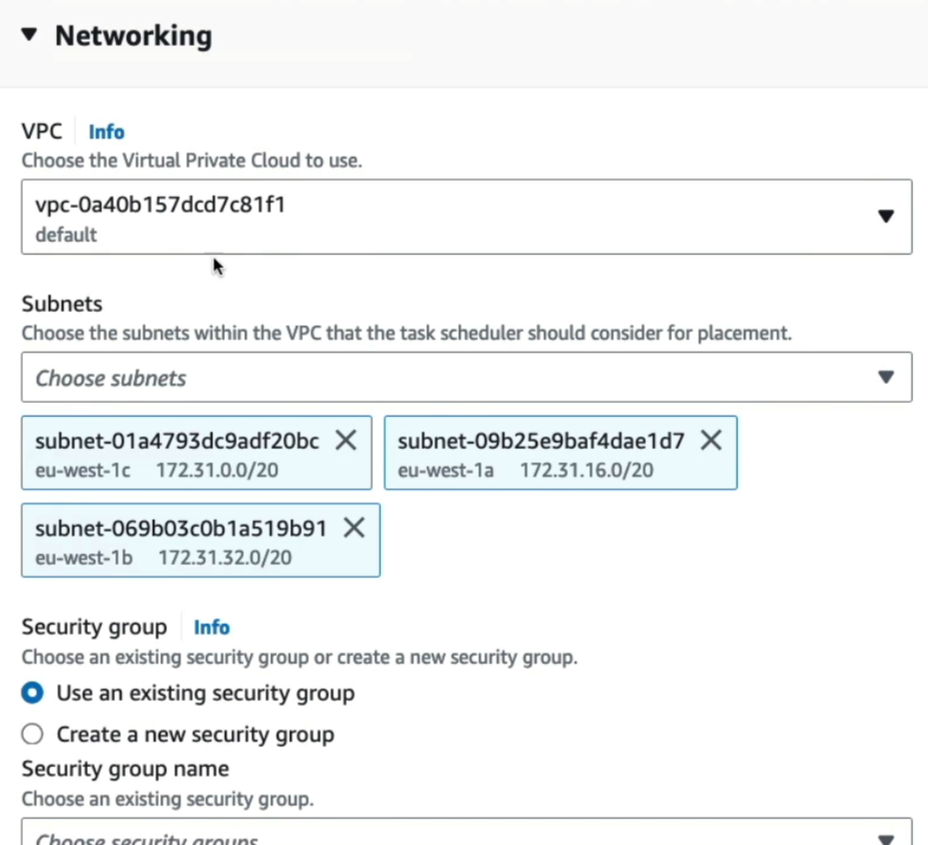 Networking
VPC Info
Choose the Virtual Private Cloud to use.
vpc-0a40b157dcd7c81f1
default
Subnets
Choose the subnets within the VPC that the task scheduler should consider for placement.
Choose subnets
subnet-01a4793dc9adf20bc subnet-09b25e9baf4dae1d7
eu-west-1c 172.31.0.0/20 eu-west-1a 172.31.16.0/20
subnet-069b03c0b1a519b91
eu-west-1b 172.31.32.0/20
Security group Info
Choose an existing security group or create a new security group.
Use an existing security group
Create a new security group
Security group name
Choose an existing security group.
Choose security groups